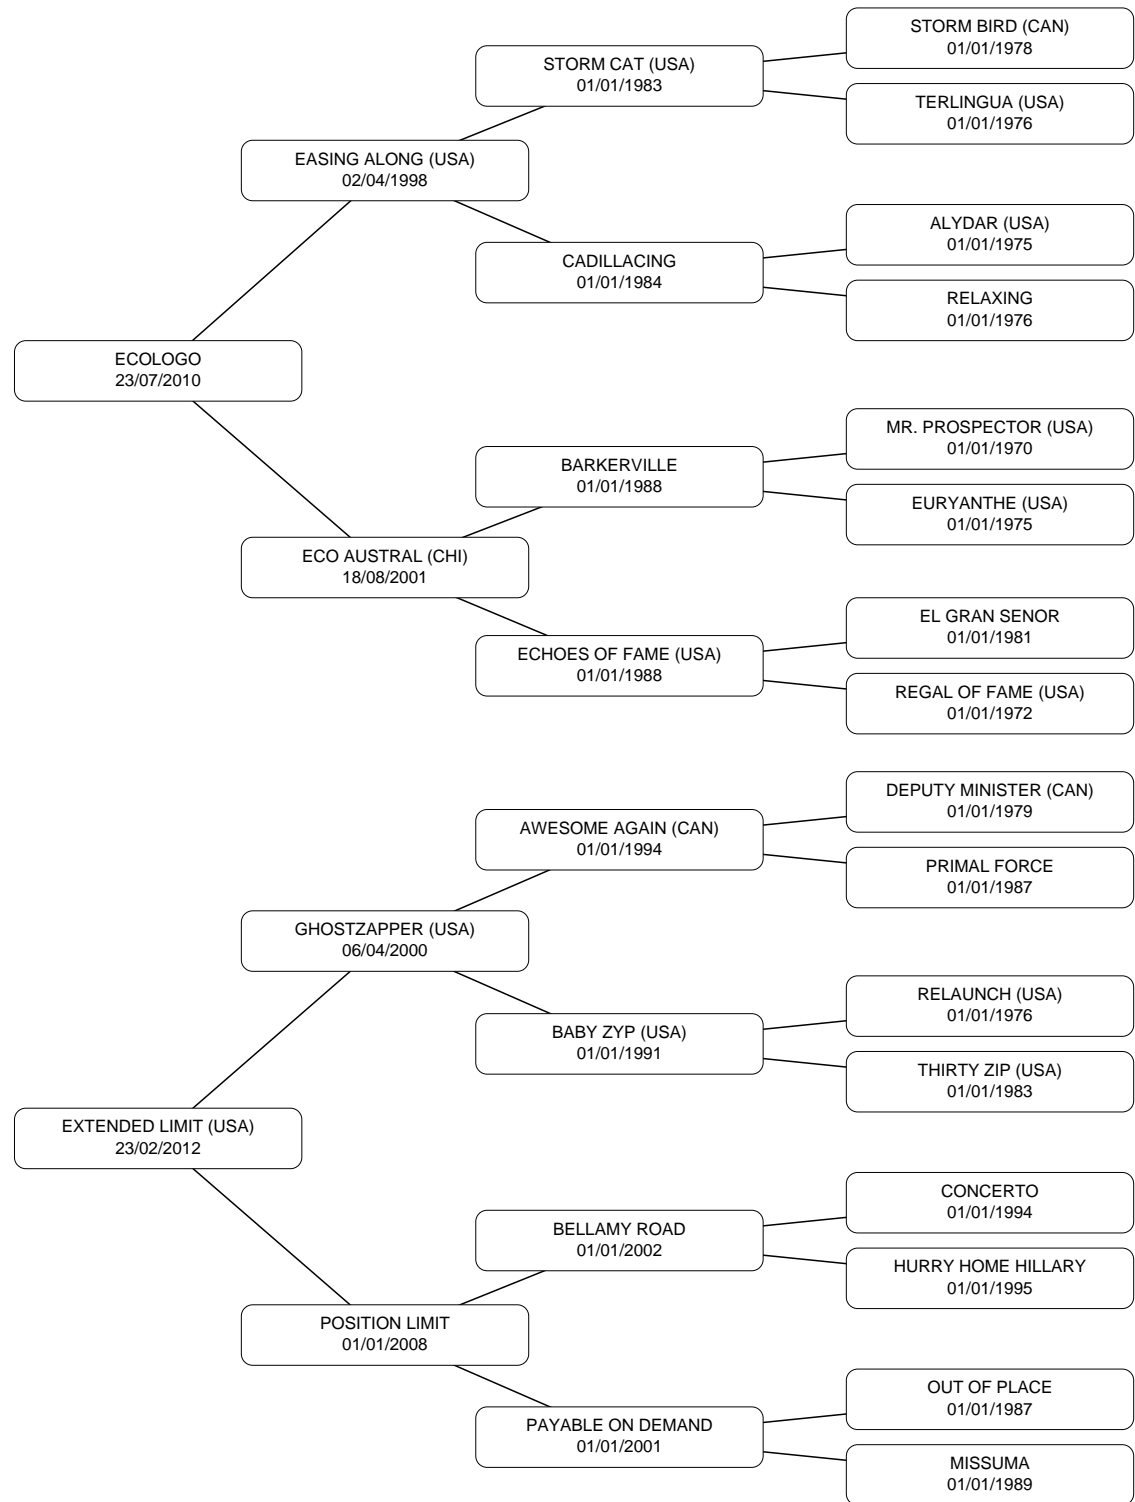 STORM BIRD (CAN)
01/01/1978
STORM CAT (USA)
01/01/1983
TERLINGUA (USA)
01/01/1976
EASING ALONG (USA)
02/04/1998
ALYDAR (USA)
01/01/1975
CADILLACING
01/01/1984
RELAXING
01/01/1976
ECOLOGO
23/07/2010
MR. PROSPECTOR (USA)
01/01/1970
BARKERVILLE
01/01/1988
EURYANTHE (USA)
01/01/1975
ECO AUSTRAL (CHI)
18/08/2001
EL GRAN SENOR
01/01/1981
ECHOES OF FAME (USA)
01/01/1988
REGAL OF FAME (USA)
01/01/1972
DEPUTY MINISTER (CAN)
01/01/1979
AWESOME AGAIN (CAN)
01/01/1994
PRIMAL FORCE
01/01/1987
GHOSTZAPPER (USA)
06/04/2000
RELAUNCH (USA)
01/01/1976
BABY ZYP (USA)
01/01/1991
THIRTY ZIP (USA)
01/01/1983
EXTENDED LIMIT (USA)
23/02/2012
CONCERTO
01/01/1994
BELLAMY ROAD
01/01/2002
HURRY HOME HILLARY
01/01/1995
POSITION LIMIT
01/01/2008
OUT OF PLACE
01/01/1987
PAYABLE ON DEMAND
01/01/2001
MISSUMA
01/01/1989